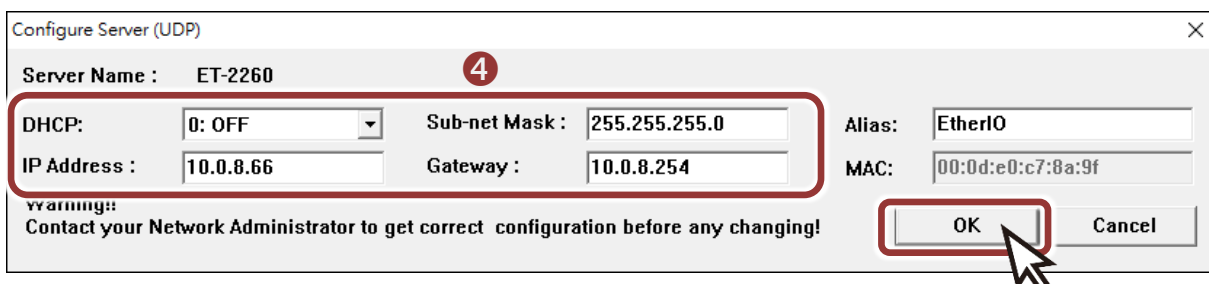 Configure Server (UDP)
Server Name : ET-2260
4
DHCP: 0: OFF Sub-net Mask : 255.255.255.0 Alias: EtherIO
IP Address : 10.0.8.66 Gateway : 10.0.8.254 MAC: 00:0d:e0:c7:8a:9f
Warning!!
Contact your Network Administrator to get correct configuration before any changing!
OK Cancel